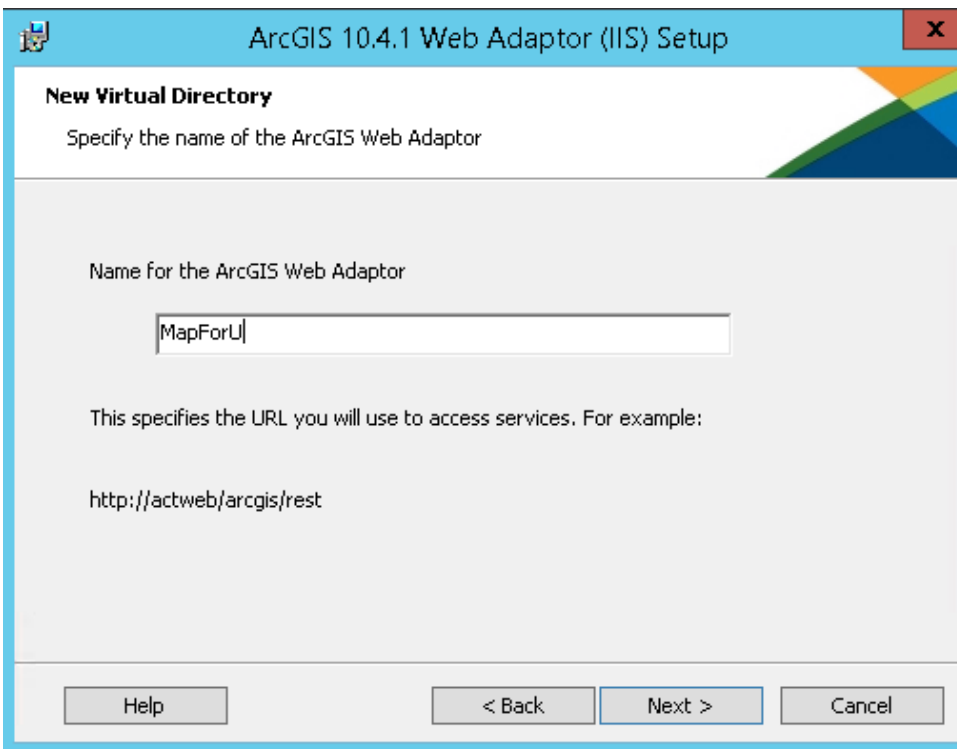 ArcGIS 10.4.1 Web Adaptor (IIS) Setup
x
New Virtual Directory
Specify the name of the ArcGIS Web Adaptor
Name for the ArcGIS Web Adaptor
MapForU
This specifies the URL you will use to access services. For example:
http://actweb/arcgis/rest
Help
< Back
Next >
Cancel